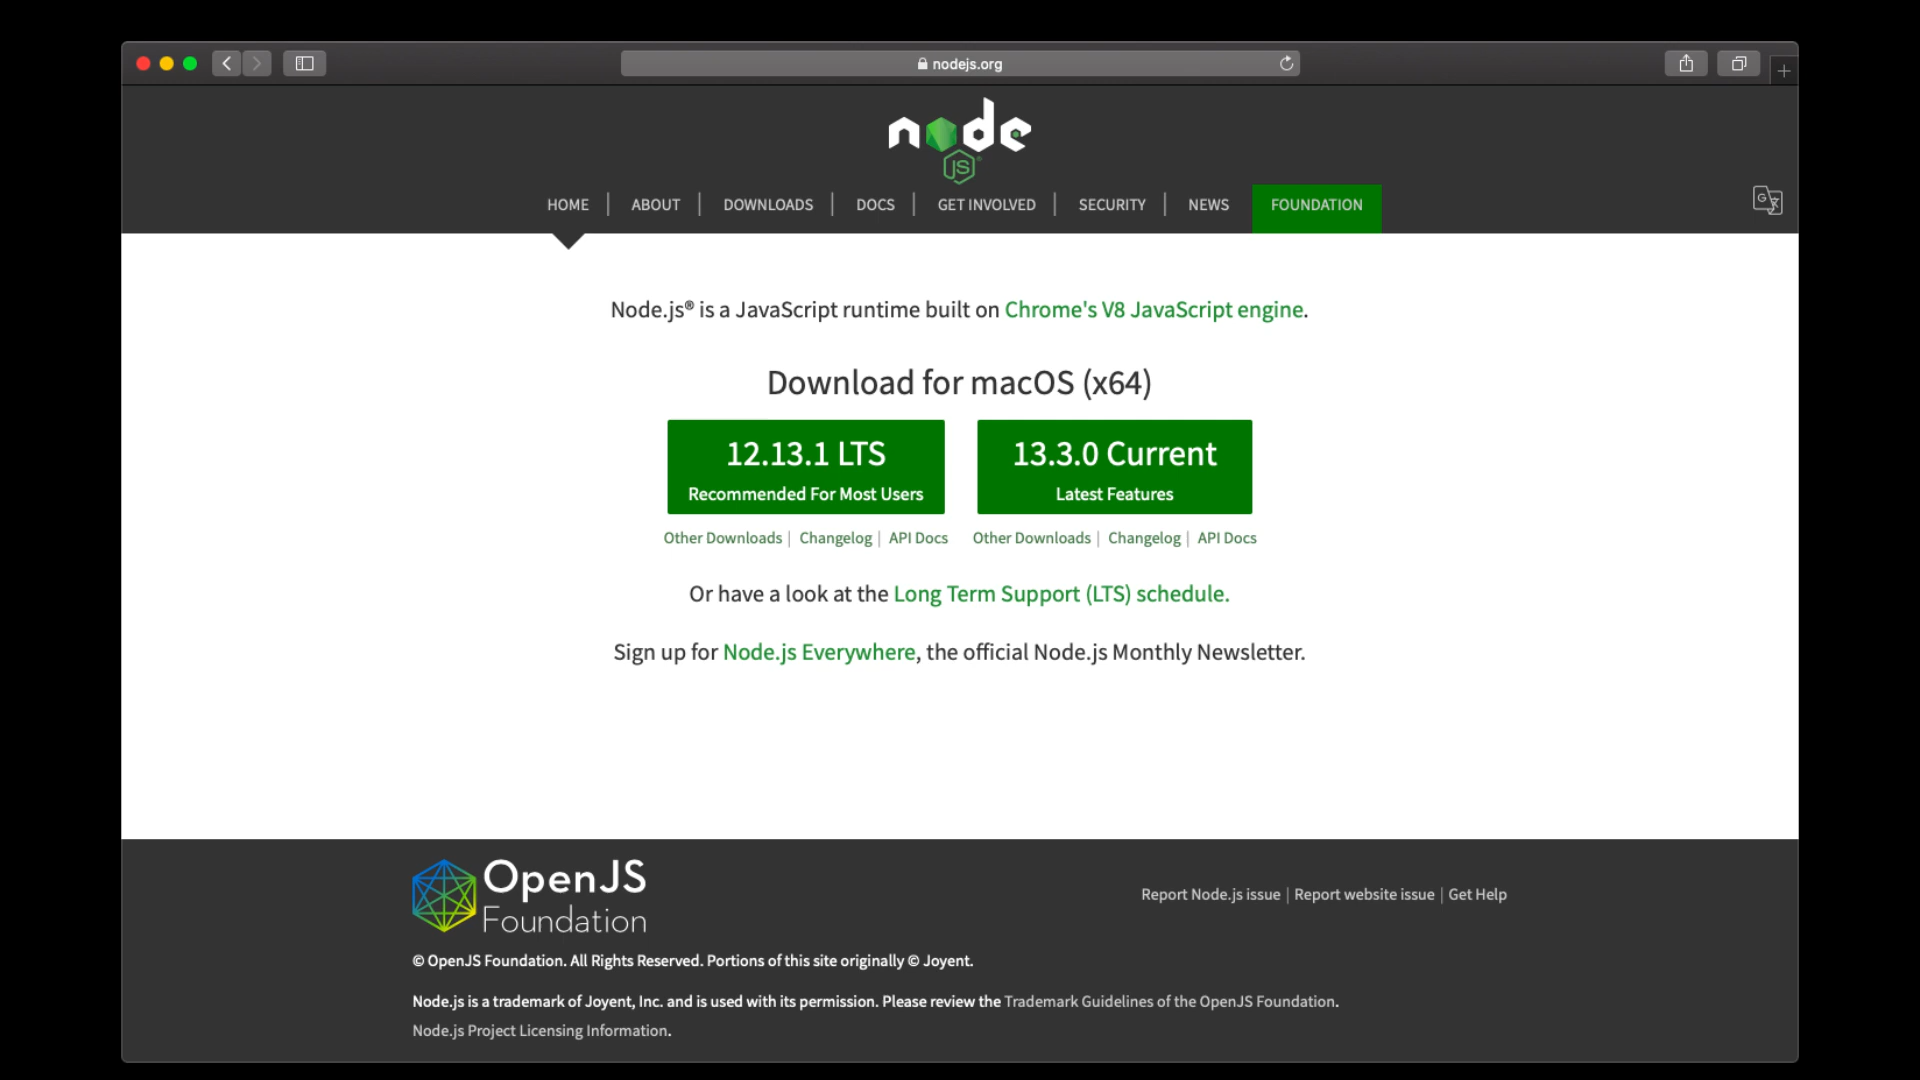 nodejs.org
node
JS
HOME | ABOUT | DOWNLOADS | DOCS | GET INVOLVED | SECURITY | NEWS FOUNDATION
Node.js® is a JavaScript runtime built on Chrome's V8 JavaScript engine.
Download for macOS (x64)
12.13.1 LTS
Recommended For Most Users
13.3.0 Current
Latest Features
Other Downloads | Changelog | API Docs
Other Downloads | Changelog | API Docs
Or have a look at the Long Term Support (LTS) schedule.
Sign up for Node.js Everywhere, the official Node.js Monthly Newsletter.
OpenJS
Foundation
Report Node.js issue | Report website issue | Get Help
© OpenJS Foundation. All Rights Reserved. Portions of this site originally © Joyent.
Node.js is a trademark of Joyent, Inc. and is used with its permission. Please review the Trademark Guidelines of the OpenJS Foundation.
Node.js Project Licensing Information.